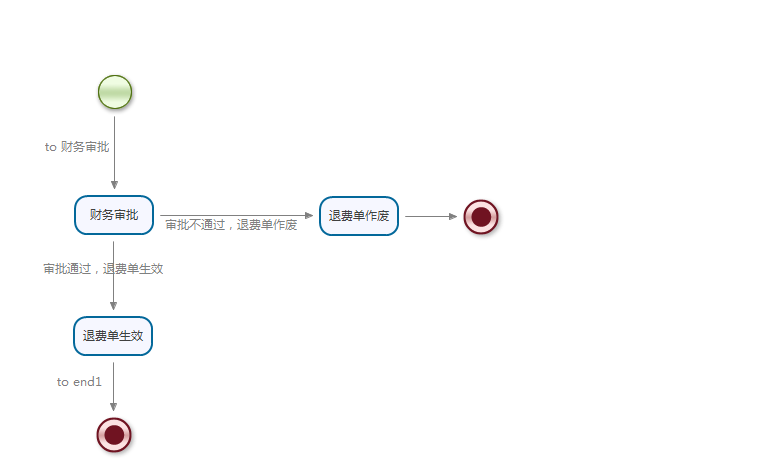 to 财务审批
财务审批
审批不通过，退费单作废
退费单作废
审批通过，退费单生效
退费单生效
to end1